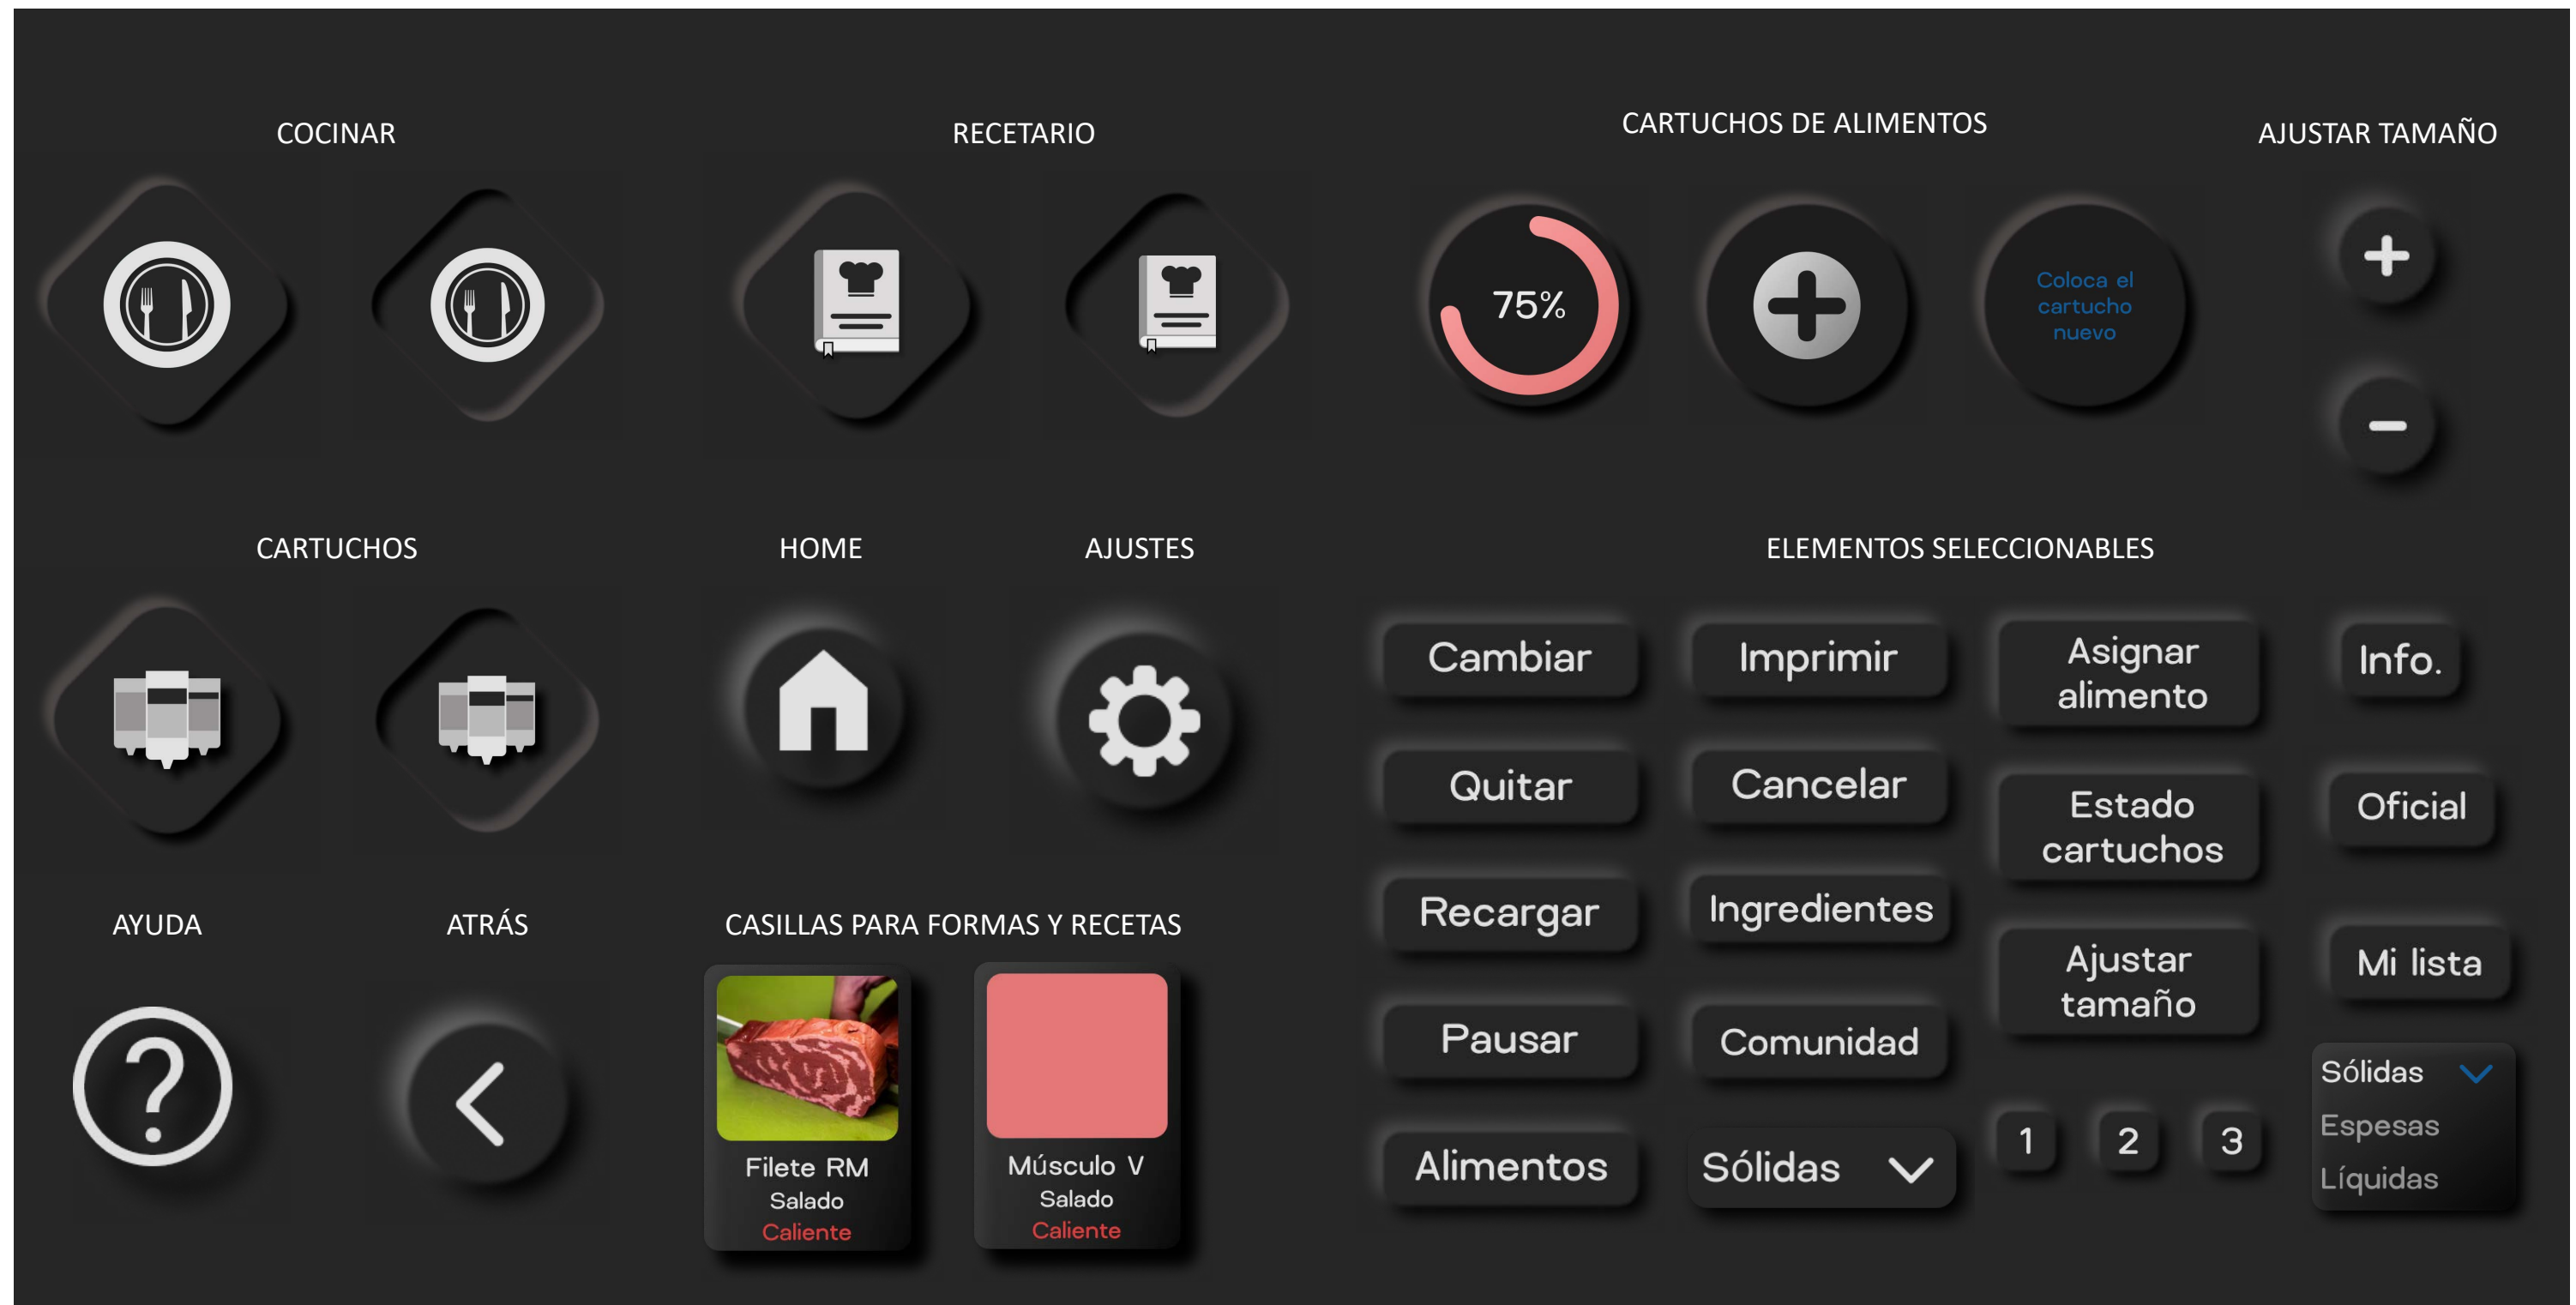 COCINAR
RECETARIO
CARTUCHOS DE ALIMENTOS
AJUSTAR TAMAÑO
75%
Coloca el
cartucho
nuevo
CARTUCHOS
HOME
AJUSTES
ELEMENTOS SELECCIONABLES
Cambiar
Imprimir
Asignar
alimento
Info.
Quitar
Cancelar
Estado
cartuchos
Oficial
Recargar
Ingredientes
Ajustar
tamaño
Mi lista
Pausar
Comunidad
Alimentos
Sólidas
1
2
3
Sólidas
Espesas
Líquidas
AYUDA
ATRÁS
CASILLAS PARA FORMAS Y RECETAS
?
Filete RM
Salado
Caliente
Músculo V
Salado
Caliente